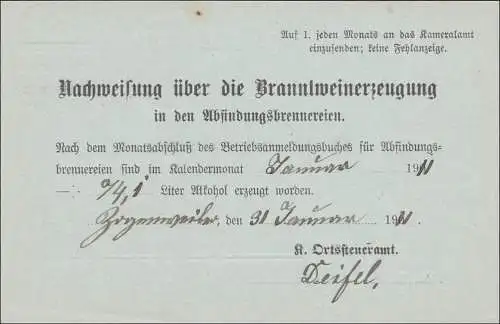 Auf 1. jeden Monats an das Kameralamt
einzusenden; keine Fehlanzeige.
Nachweisung über die Branntweinerzeugung
in den Abfindungsbrennereien.
Nach dem Monatsabschluß des Betriebsanmeldungsbuches für Abfindungs-
brennereien sind im Kalendermonat Januar 1911
Liter Alkohol erzeugt worden.
Zogenweiler, den 31 Januar 1911.
K. Ortssteueramt.
Deifel,